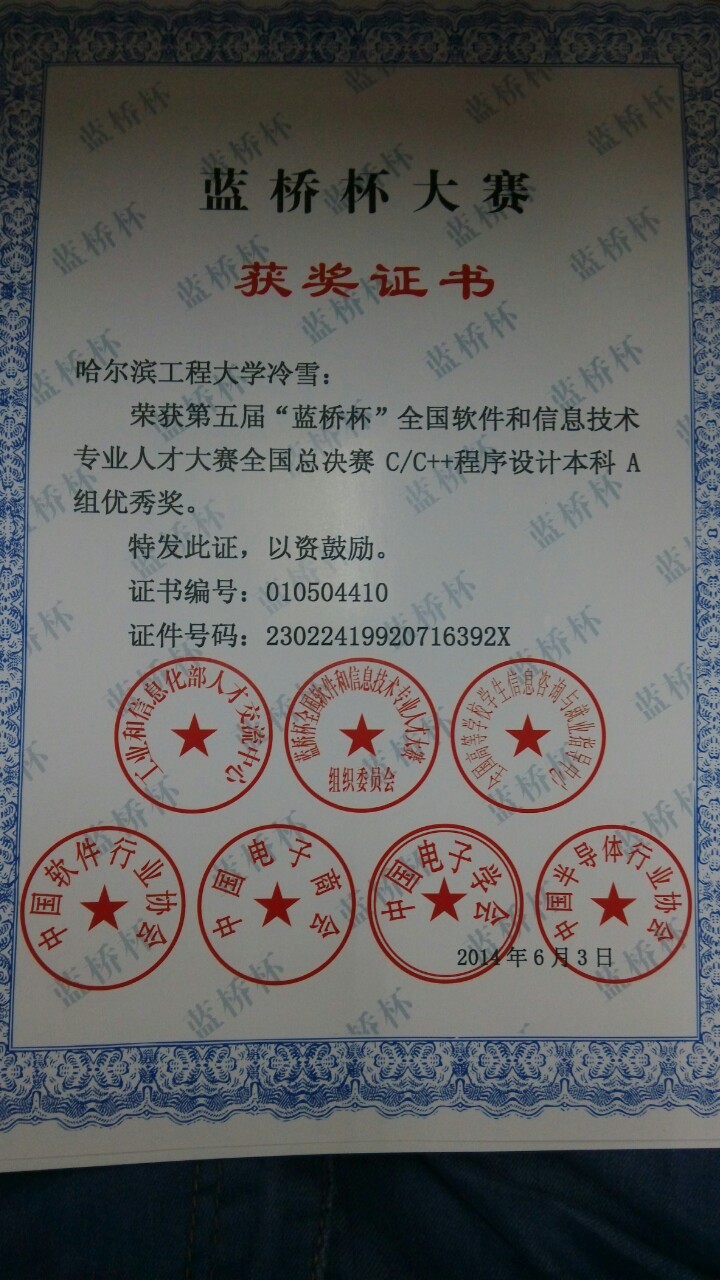 蓝桥杯大赛
获奖证书
哈尔滨工程大学冷雪：
荣获第五届“蓝桥杯”全国软件和信息技术
专业人才大赛全国总决赛 C/C++程序设计本科 A
组优秀奖。
特发此证，以资鼓励。
证书编号：010504410
证件号码：23022419920716392X
工业和信息化部人才交流中心
蓝桥杯全国软件和信息技术专业人才大赛
组织委员会
全国高等学校学生信息咨询与就业指导中心
中国软件行业协会
中国电子商会
中国电子学会
中国半导体行业协会
2014年6月3日
蓝桥杯